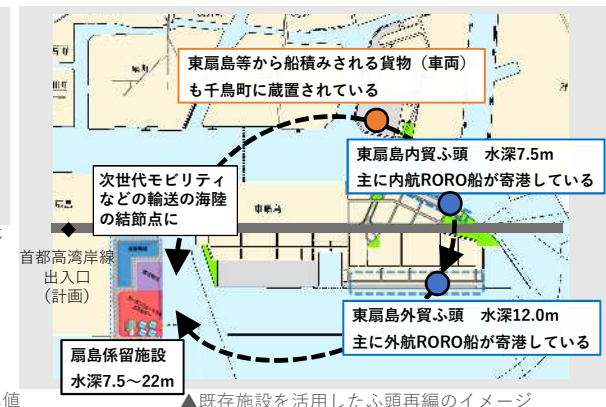 東扇島等から船積みされる貨物（車両）
も千鳥町に蔵置されている
東扇島内貿ふ頭　水深7.5m
主に内航RORO船が寄港している
次世代モビリティ
などの輸送の海陸
の結節点に
東扇島
首都高湾岸線
出入口
（計画）
東扇島外貿ふ頭　水深12.0m
主に外航RORO船が寄港している
扇島係留施設
水深7.5～22m
値
▲既存施設を活用したふ頭再編のイメージ